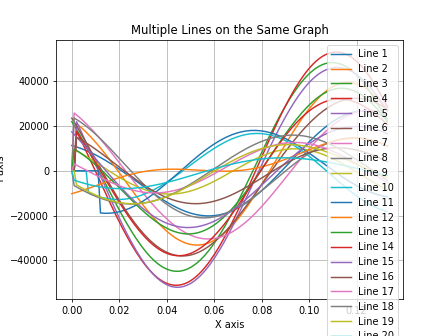 Multiple Lines on the Same Graph
40000
20000
0
−20000
−40000
0.00
0.02
0.04
0.06
0.08
0.10
X axis
axis
Line 1
Line 2
Line 3
Line 4
Line 5
Line 6
Line 7
Line 8
Line 9
Line 10
Line 11
Line 12
Line 13
Line 14
Line 15
Line 16
Line 17
Line 18
Line 19
Line 20